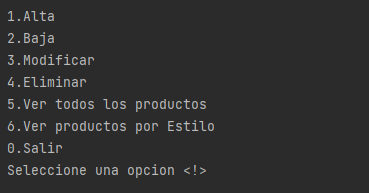 1.Alta
2.Baja
3.Modificar
4.Eliminar
5.Ver todos los productos
6.Ver productos por Estilo
0.Salir
Seleccione una opcion <!>